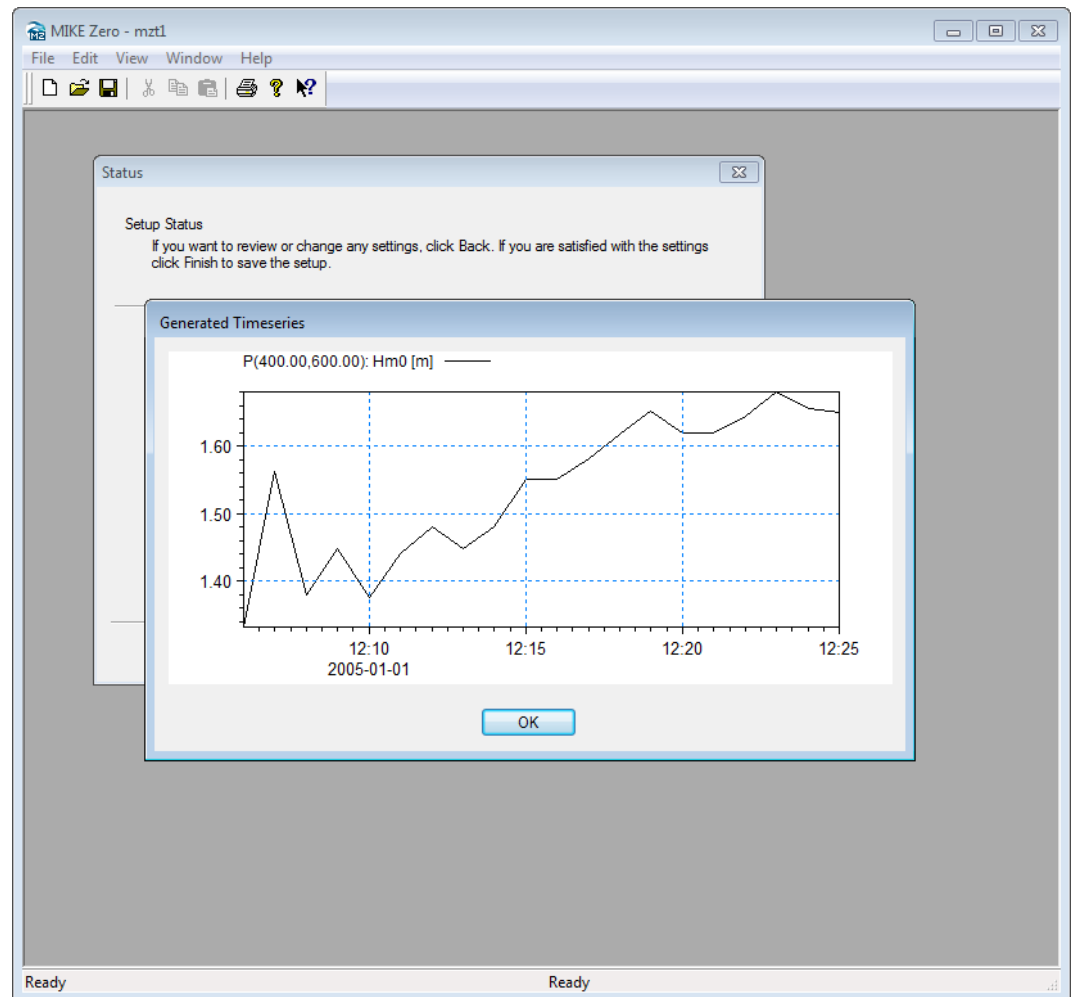 MIKE Zero - mzt1
File Edit View Window Help
Status
Setup Status
If you want to review or change any settings, click Back. If you are satisfied with the settings
click Finish to save the setup.
Generated Timeseries
P(400.00,600.00): Hm0 [m]
1.60
1.50
1.40
12:10 12:15 12:20 12:25
2005-01-01
OK
Ready Ready